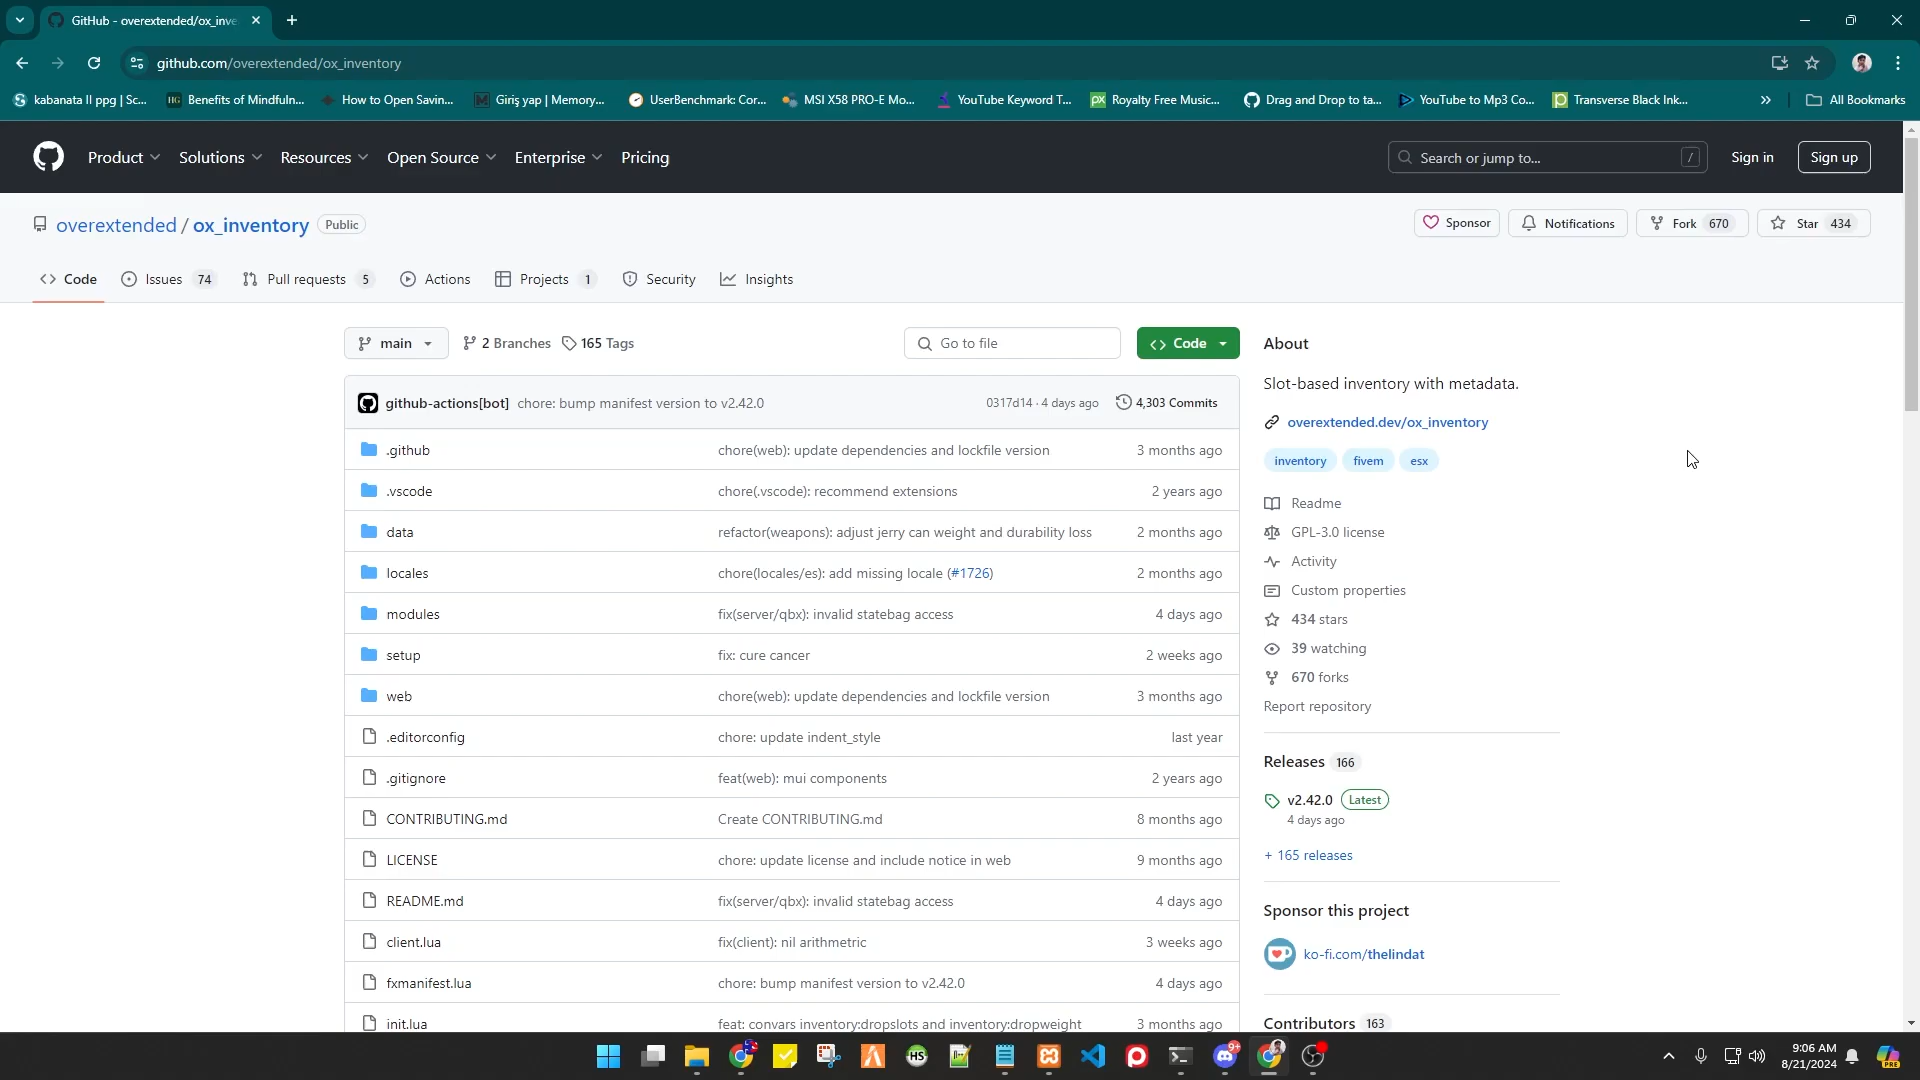 GitHub - overextended/ox_inve
github.com/overextended/ox_inventory
kabanata II ppg | Sc... Benefits of Mindfuln... How to Open Savin... Giriş yap | Memory... UserBenchmark: Cor... MSI X58 PRO-E Mo... YouTube Keyword T... Royalty Free Music... Drag and Drop to ta... YouTube to Mp3 Co... Transverse Black Ink... » All Bookmarks
Product Solutions Resources Open Source Enterprise Pricing Search or jump to... / Sign in Sign up
overextended / ox_inventory Public Sponsor Notifications Fork 670 Star 434
Code Issues 74 Pull requests 5 Actions Projects 1 Security Insights
main 2 Branches 165 Tags Go to file Code
github-actions[bot] chore: bump manifest version to v2.42.0 0317d14 · 4 days ago 4,303 Commits
.github chore(web): update dependencies and lockfile version 3 months ago
.vscode chore(.vscode): recommend extensions 2 years ago
data refactor(weapons): adjust jerry can weight and durability loss 2 months ago
locales chore(locales/es): add missing locale (#1726) 2 months ago
modules fix(server/qbx): invalid statebag access 4 days ago
setup fix: cure cancer 2 weeks ago
web chore(web): update dependencies and lockfile version 3 months ago
.editorconfig chore: update indent_style last year
.gitignore feat(web): mui components 2 years ago
CONTRIBUTING.md Create CONTRIBUTING.md 8 months ago
LICENSE chore: update license and include notice in web 9 months ago
README.md fix(server/qbx): invalid statebag access 4 days ago
client.lua fix(client): nil arithmetric 3 weeks ago
fxmanifest.lua chore: bump manifest version to v2.42.0 4 days ago
init.lua feat: convars inventory:dropslots and inventory:dropweight 3 months ago
About
Slot-based inventory with metadata.
overextended.dev/ox_inventory
inventory fivem esx
Readme
GPL-3.0 license
Activity
Custom properties
434 stars
39 watching
670 forks
Report repository
Releases 166
v2.42.0 Latest
4 days ago
+ 165 releases
Sponsor this project
ko-fi.com/thelindat
Contributors 163
HS
9+
9:06 AM
8/21/2024
PRE